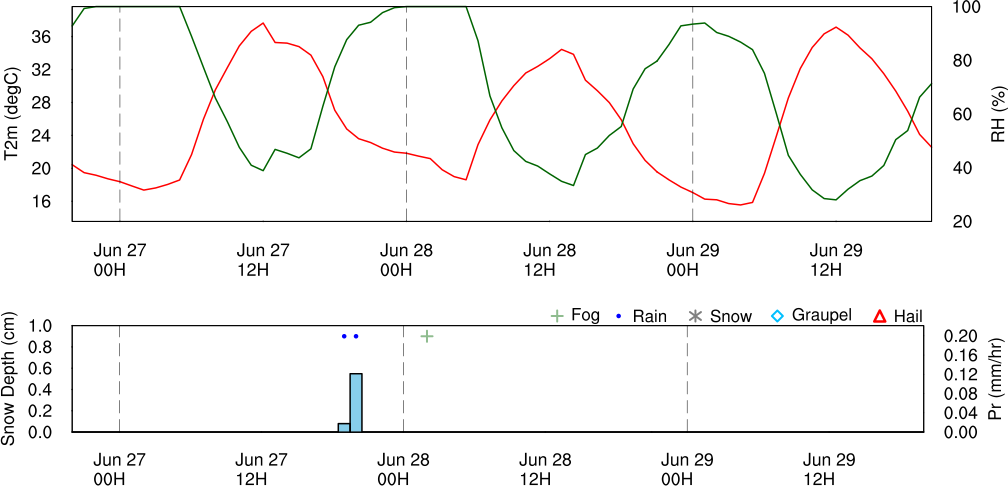 T2m (degC)
36
32
28
24
20
16
100
80
60
40
20
RH (%)
Jun 27
00H
Jun 27
12H
Jun 28
00H
Jun 28
12H
Jun 29
00H
Jun 29
12H
Fog Rain Snow Graupel Hail
Snow Depth (cm)
1.0
0.8
0.6
0.4
0.2
0.0
0.20
0.16
0.12
0.08
0.04
0.00
Pr (mm/hr)
Jun 27
00H
Jun 27
12H
Jun 28
00H
Jun 28
12H
Jun 29
00H
Jun 29
12H